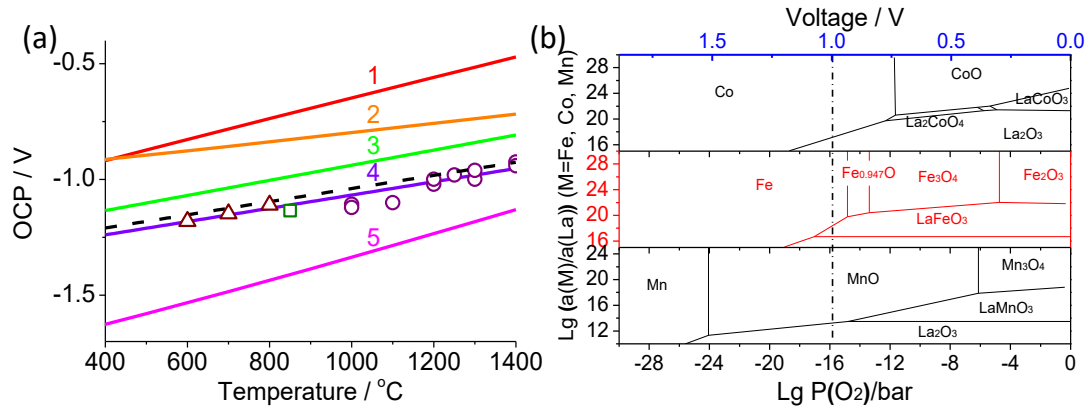 (a)
-0.5
-1.0
-1.5
OCP / V
1
2
3
4
5
400 600 800 1000 1200 1400
Temperature / °C
(b)
Voltage / V
1.5 1.0 0.5 0.0
Lg (a(M)/a(La)) (M=Fe, Co, Mn)
28
22
16
Co
CoO
LaCoO₃
La₂CoO₄
La₂O₃
28
24
20
16
Fe
Fe₀.₉₄₇O
Fe₃O₄
Fe₂O₃
LaFeO₃
24
20
16
12
Mn
MnO
Mn₃O₄
LaMnO₃
La₂O₃
-28 -24 -20 -16 -12 -8 -4 0
Lg P(O₂)/bar